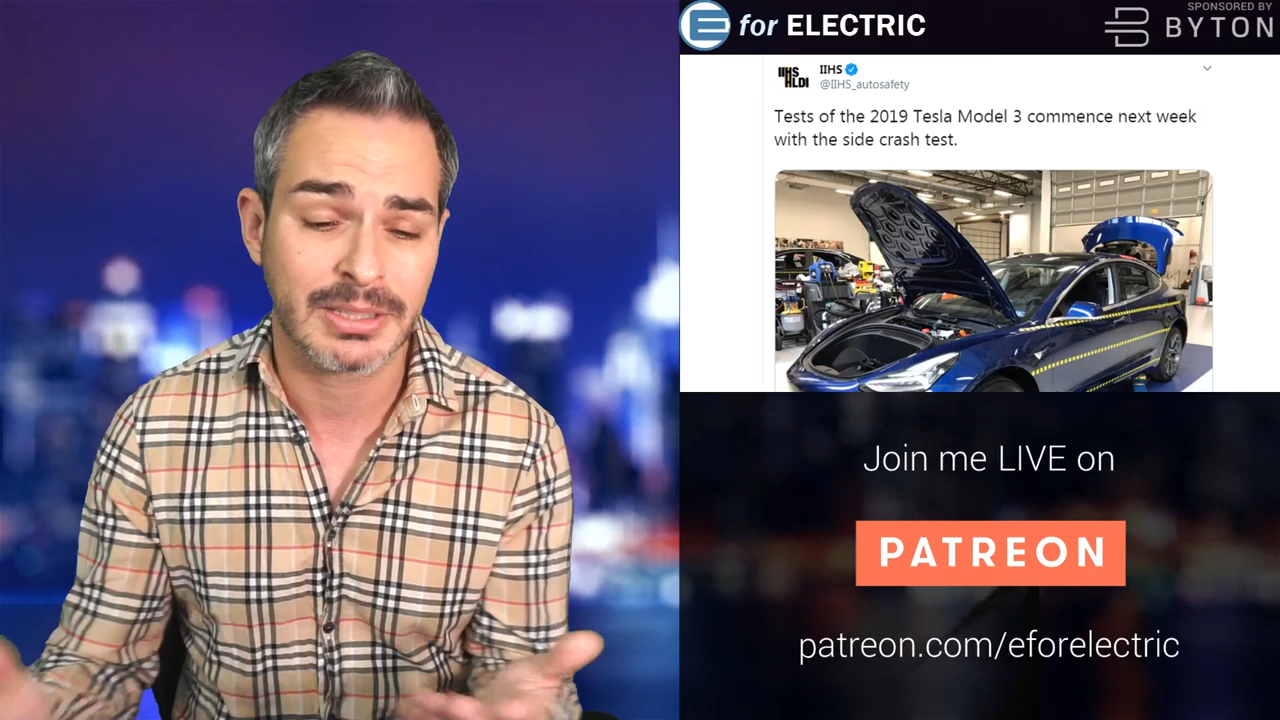 for ELECTRIC
SPONSORED BY
BYTON
IIHS
HLDI
IIHS
@IIHS_autosafety
Tests of the 2019 Tesla Model 3 commence next week
with the side crash test.
Join me LIVE on
PATREON
patreon.com/eforelectric